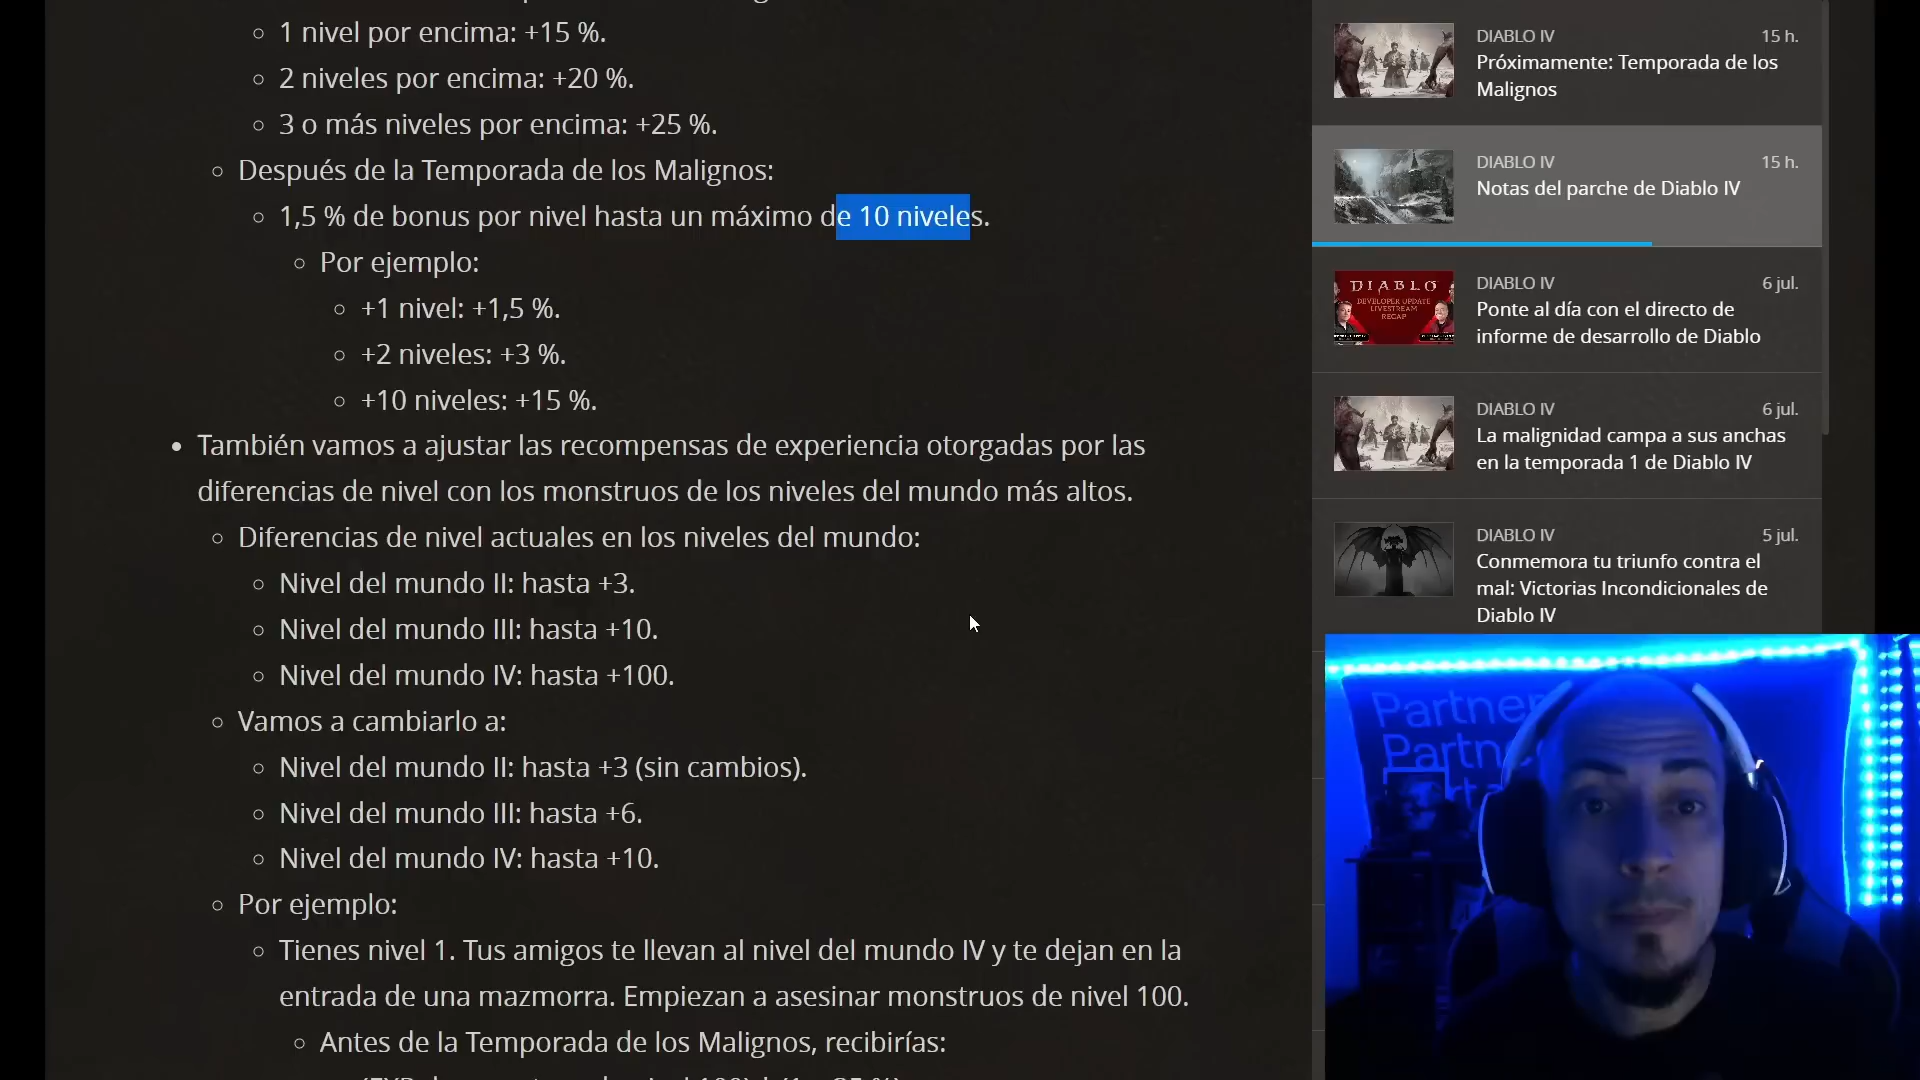 1 nivel por encima: +15 %.
2 niveles por encima: +20 %.
3 o más niveles por encima: +25 %.
Después de la Temporada de los Malignos:
1,5 % de bonus por nivel hasta un máximo de 10 niveles.
Por ejemplo:
+1 nivel: +1,5 %.
+2 niveles: +3 %.
+10 niveles: +15 %.
También vamos a ajustar las recompensas de experiencia otorgadas por las
diferencias de nivel con los monstruos de los niveles del mundo más altos.
Diferencias de nivel actuales en los niveles del mundo:
Nivel del mundo II: hasta +3.
Nivel del mundo III: hasta +10.
Nivel del mundo IV: hasta +100.
Vamos a cambiarlo a:
Nivel del mundo II: hasta +3 (sin cambios).
Nivel del mundo III: hasta +6.
Nivel del mundo IV: hasta +10.
Por ejemplo:
Tienes nivel 1. Tus amigos te llevan al nivel del mundo IV y te dejan en la
entrada de una mazmorra. Empiezan a asesinar monstruos de nivel 100.
Antes de la Temporada de los Malignos, recibirías:
DIABLO IV 15 h.
Próximamente: Temporada de los
Malignos
DIABLO IV 15 h.
Notas del parche de Diablo IV
DIABLO
DEVELOPER UPDATE
LIVESTREAM
RECAP
DIABLO IV 6 jul.
Ponte al día con el directo de
informe de desarrollo de Diablo
DIABLO IV 6 jul.
La malignidad campa a sus anchas
en la temporada 1 de Diablo IV
DIABLO IV 5 jul.
Conmemora tu triunfo contra el
mal: Victorias Incondicionales de
Diablo IV
Partner